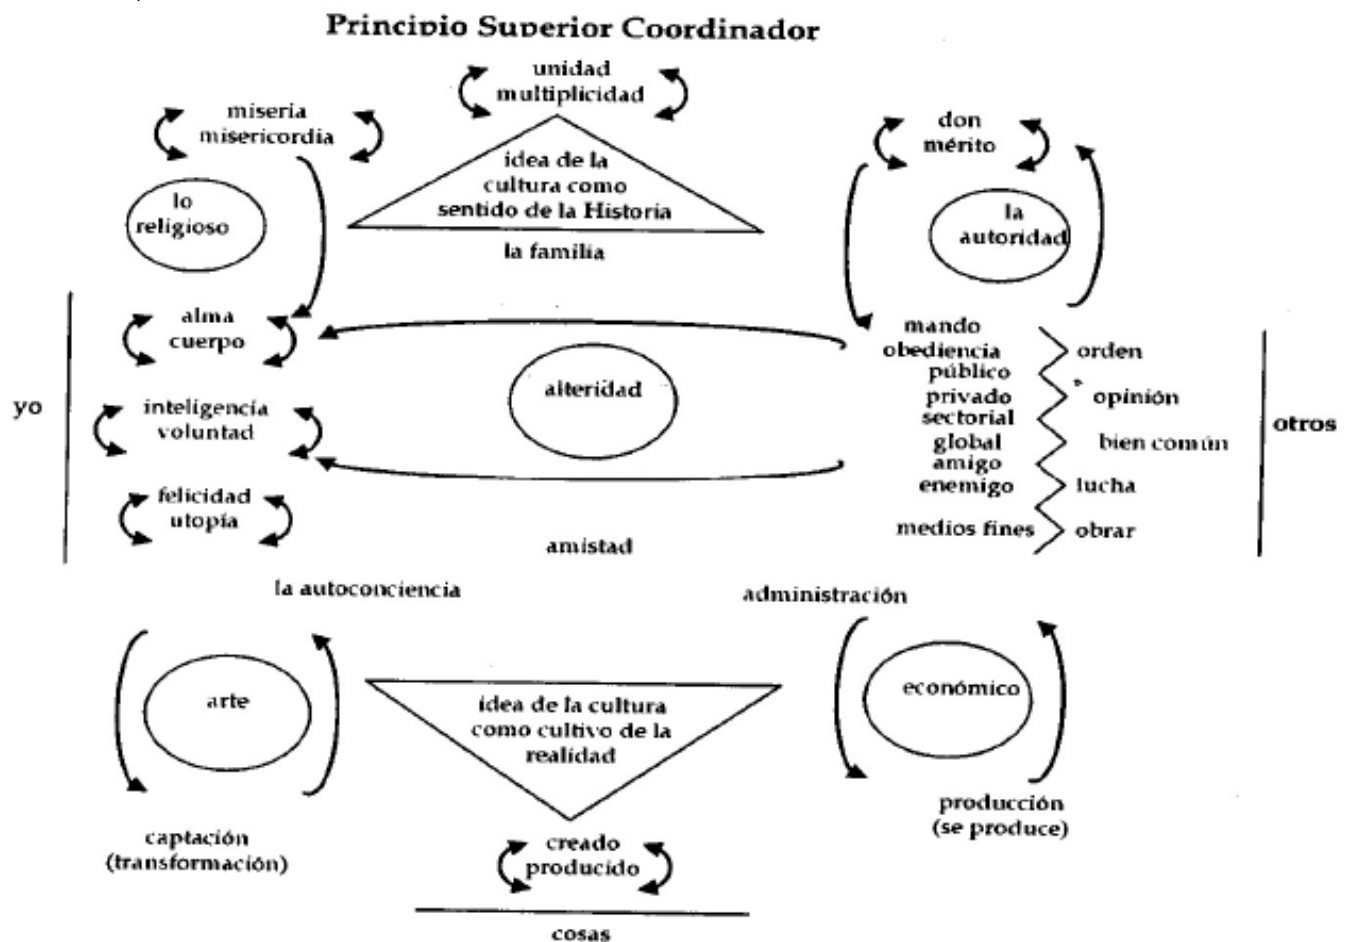 Principio Superior Coordinador
unidad
multiplicidad
miseria
misericordia
don
mérito
idea de la
cultura como
sentido de la Historia
lo
religioso
la
autoridad
la familia
alma
cuerpo
mando
obediencia
orden
público
privado
opinión
sectorial
global
bien común
amigo
enemigo
lucha
medios fines
obrar
alteridad
yo
inteligencia
voluntad
otros
felicidad
utopía
amistad
la autoconciencia
administración
arte
económico
idea de la cultura
como cultivo de la
realidad
producción
(se produce)
captación
(transformación)
creado
producido
cosas